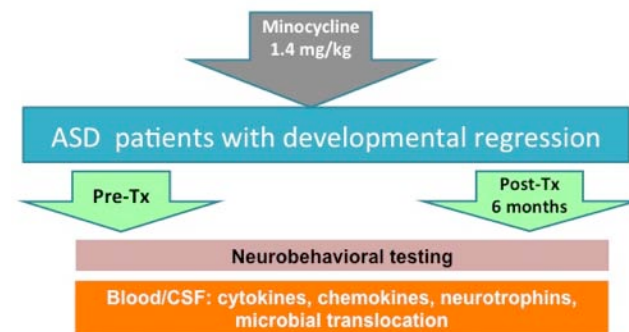 Minocycline
1.4 mg/kg
ASD patients with developmental regression
Pre-Tx
Post-Tx
6 months
Neurobehavioral testing
Blood/CSF: cytokines, chemokines, neurotrophins,
microbial translocation